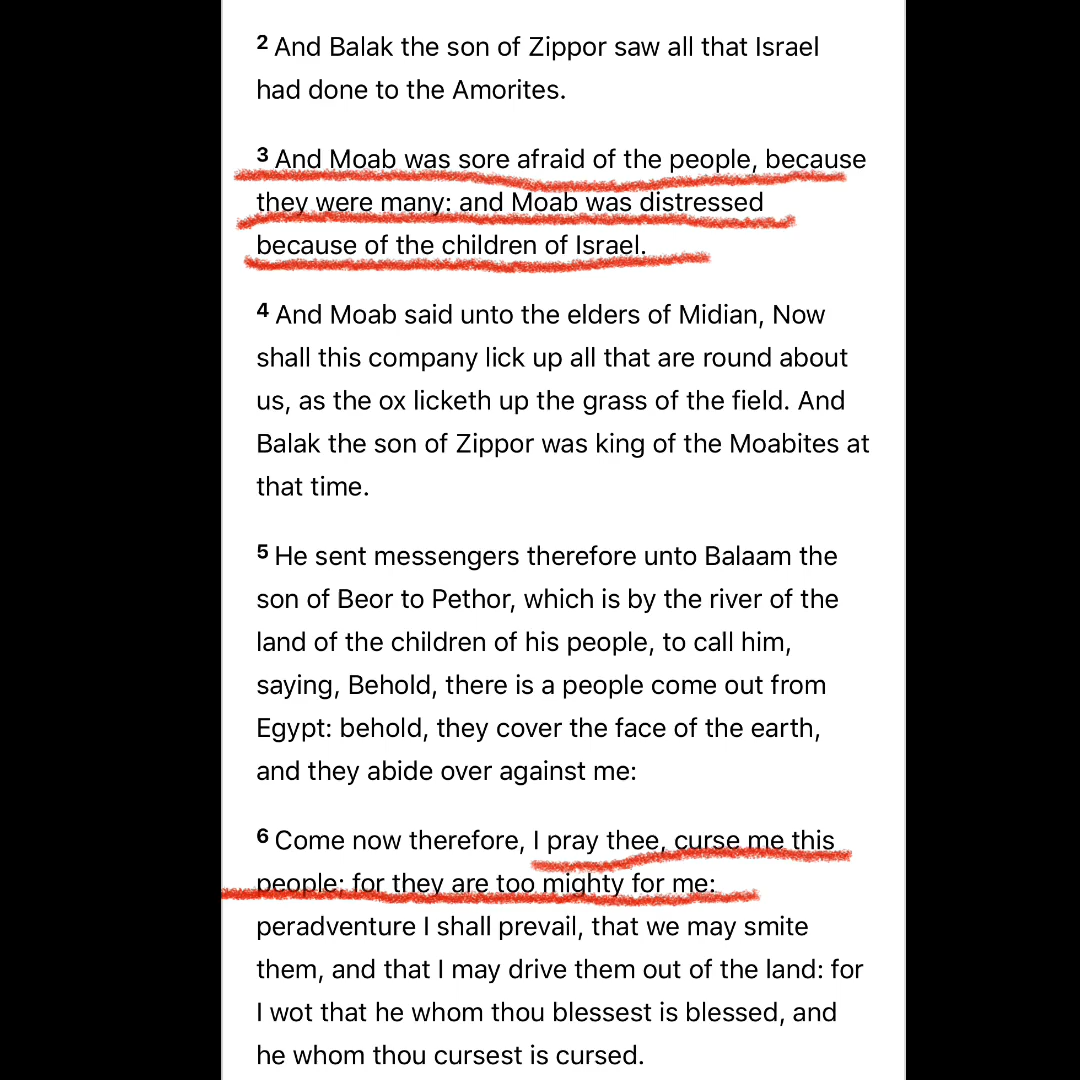 2 And Balak the son of Zippor saw all that Israel
had done to the Amorites.
3 And Moab was sore afraid of the people, because
they were many: and Moab was distressed
because of the children of Israel.
4 And Moab said unto the elders of Midian, Now
shall this company lick up all that are round about
us, as the ox licketh up the grass of the field. And
Balak the son of Zippor was king of the Moabites at
that time.
5 He sent messengers therefore unto Balaam the
son of Beor to Pethor, which is by the river of the
land of the children of his people, to call him,
saying, Behold, there is a people come out from
Egypt: behold, they cover the face of the earth,
and they abide over against me:
6 Come now therefore, I pray thee, curse me this
people; for they are too mighty for me:
peradventure I shall prevail, that we may smite
them, and that I may drive them out of the land: for
I wot that he whom thou blessest is blessed, and
he whom thou cursest is cursed.